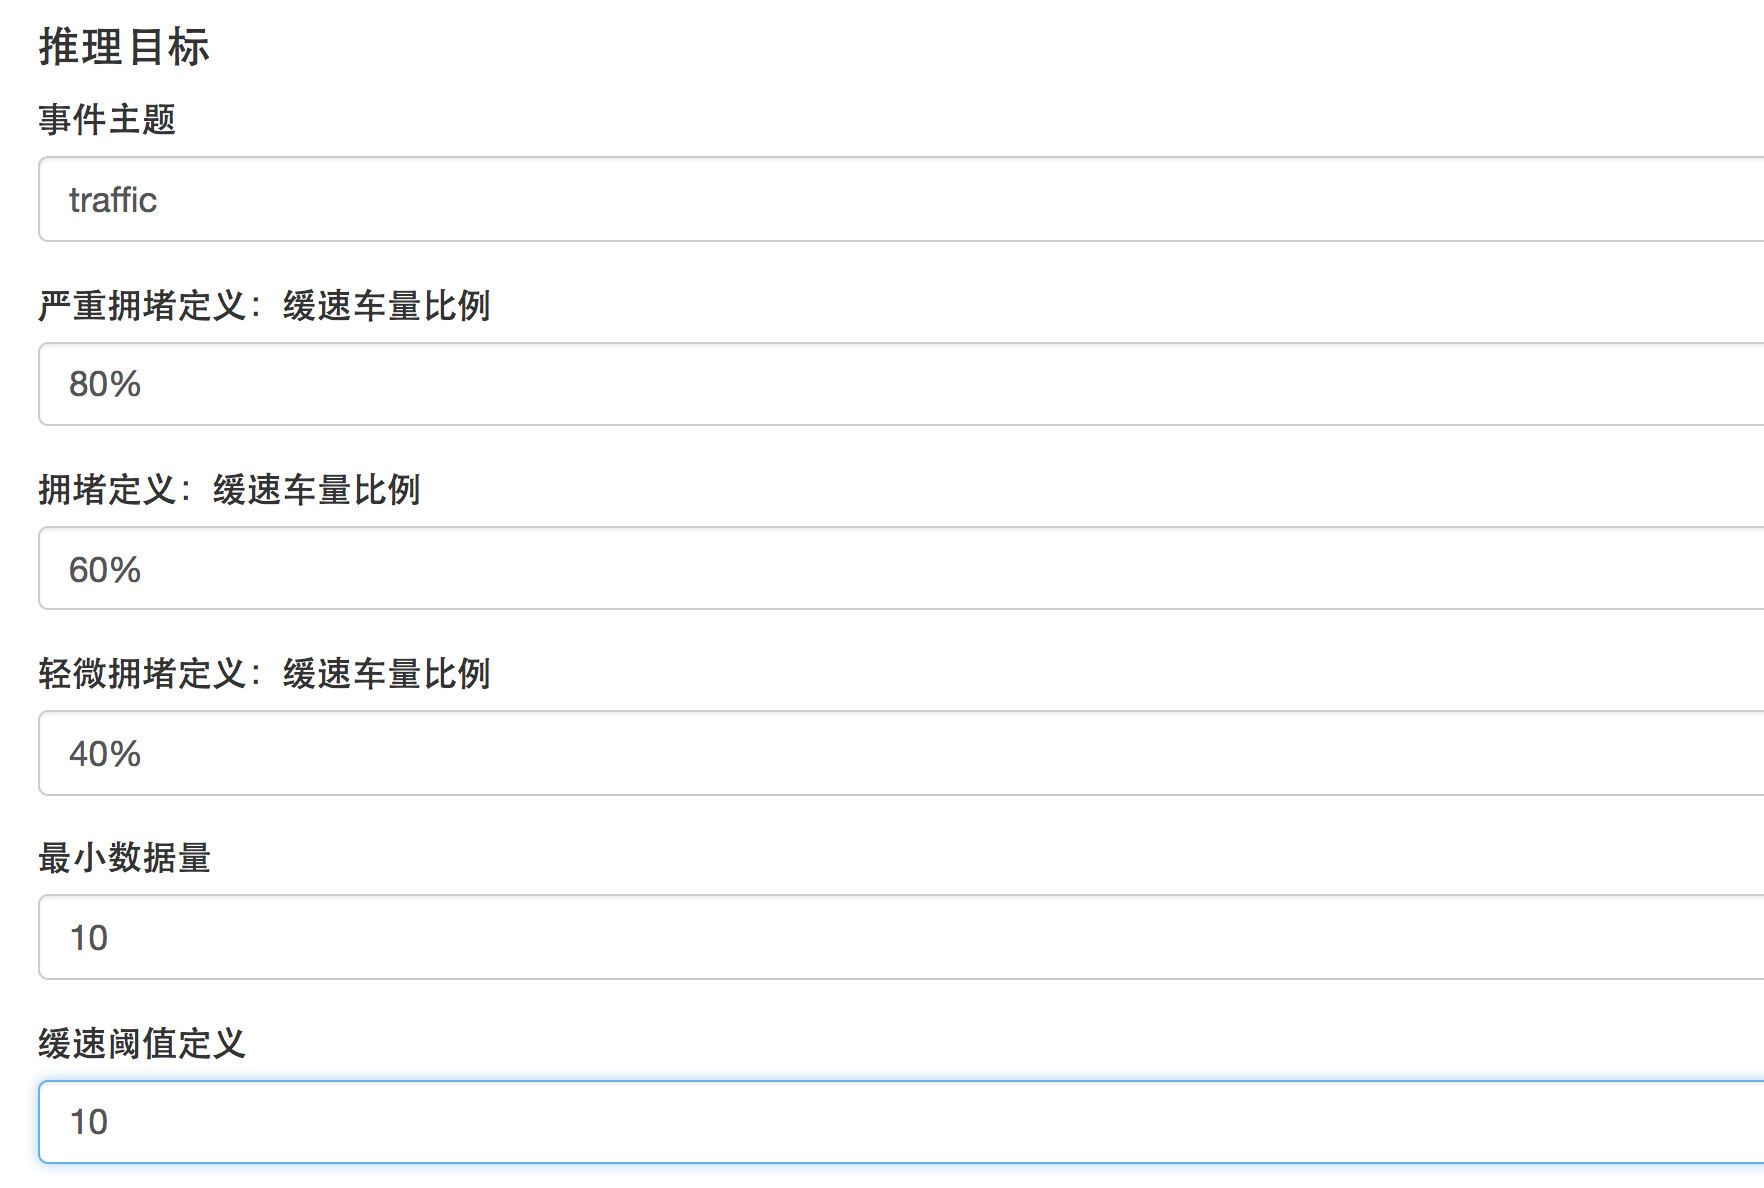 推理目标
事件主题
traffic
严重拥堵定义：缓速车量比例
80%
拥堵定义：缓速车量比例
60%
轻微拥堵定义：缓速车量比例
40%
最小数据量
10
缓速阈值定义
10